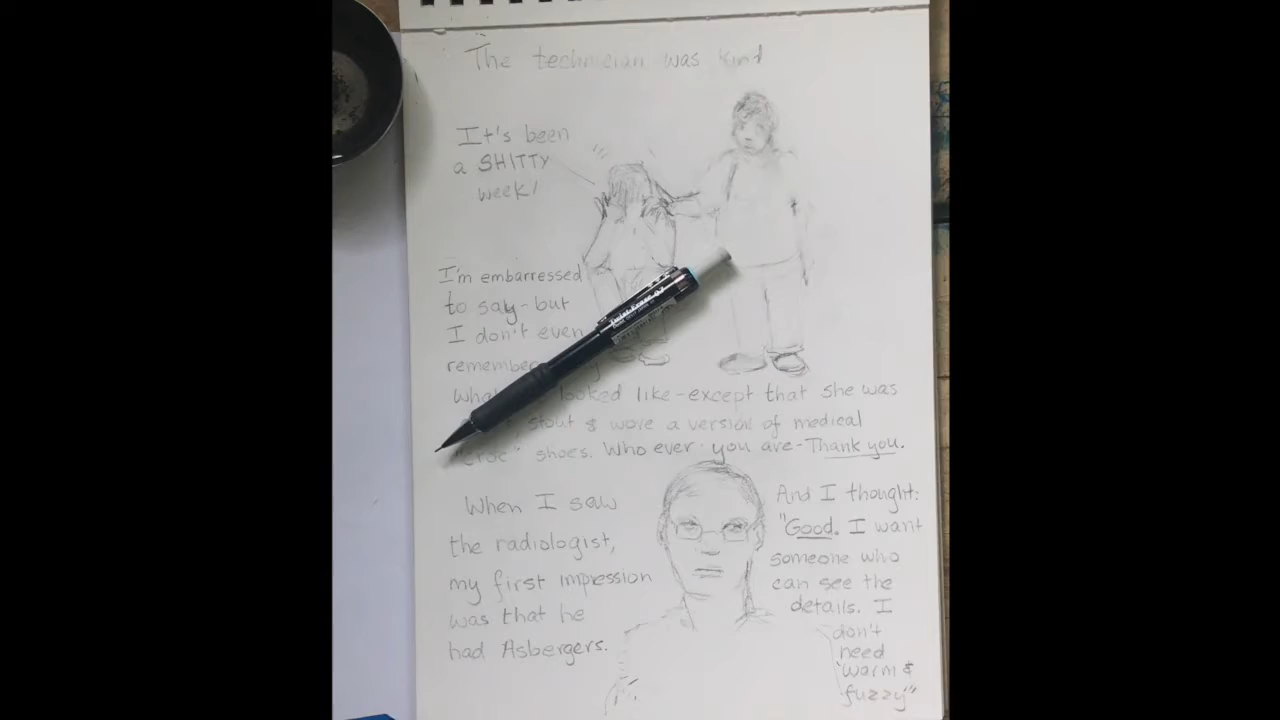 The technician was kind
It's been
a SHITTY
week!
I'm embarressed
to say - but
I don't even
remember
what looked like - except that she was
stout & wore a version of medical
"croc" shoes. Who ever you are - Thank you.
When I saw
the radiologist,
my first impression
was that he
had Asbergers.
And I thought:
"Good. I want
someone who
can see the
details. I
don't
need
"warm &
fuzzy"